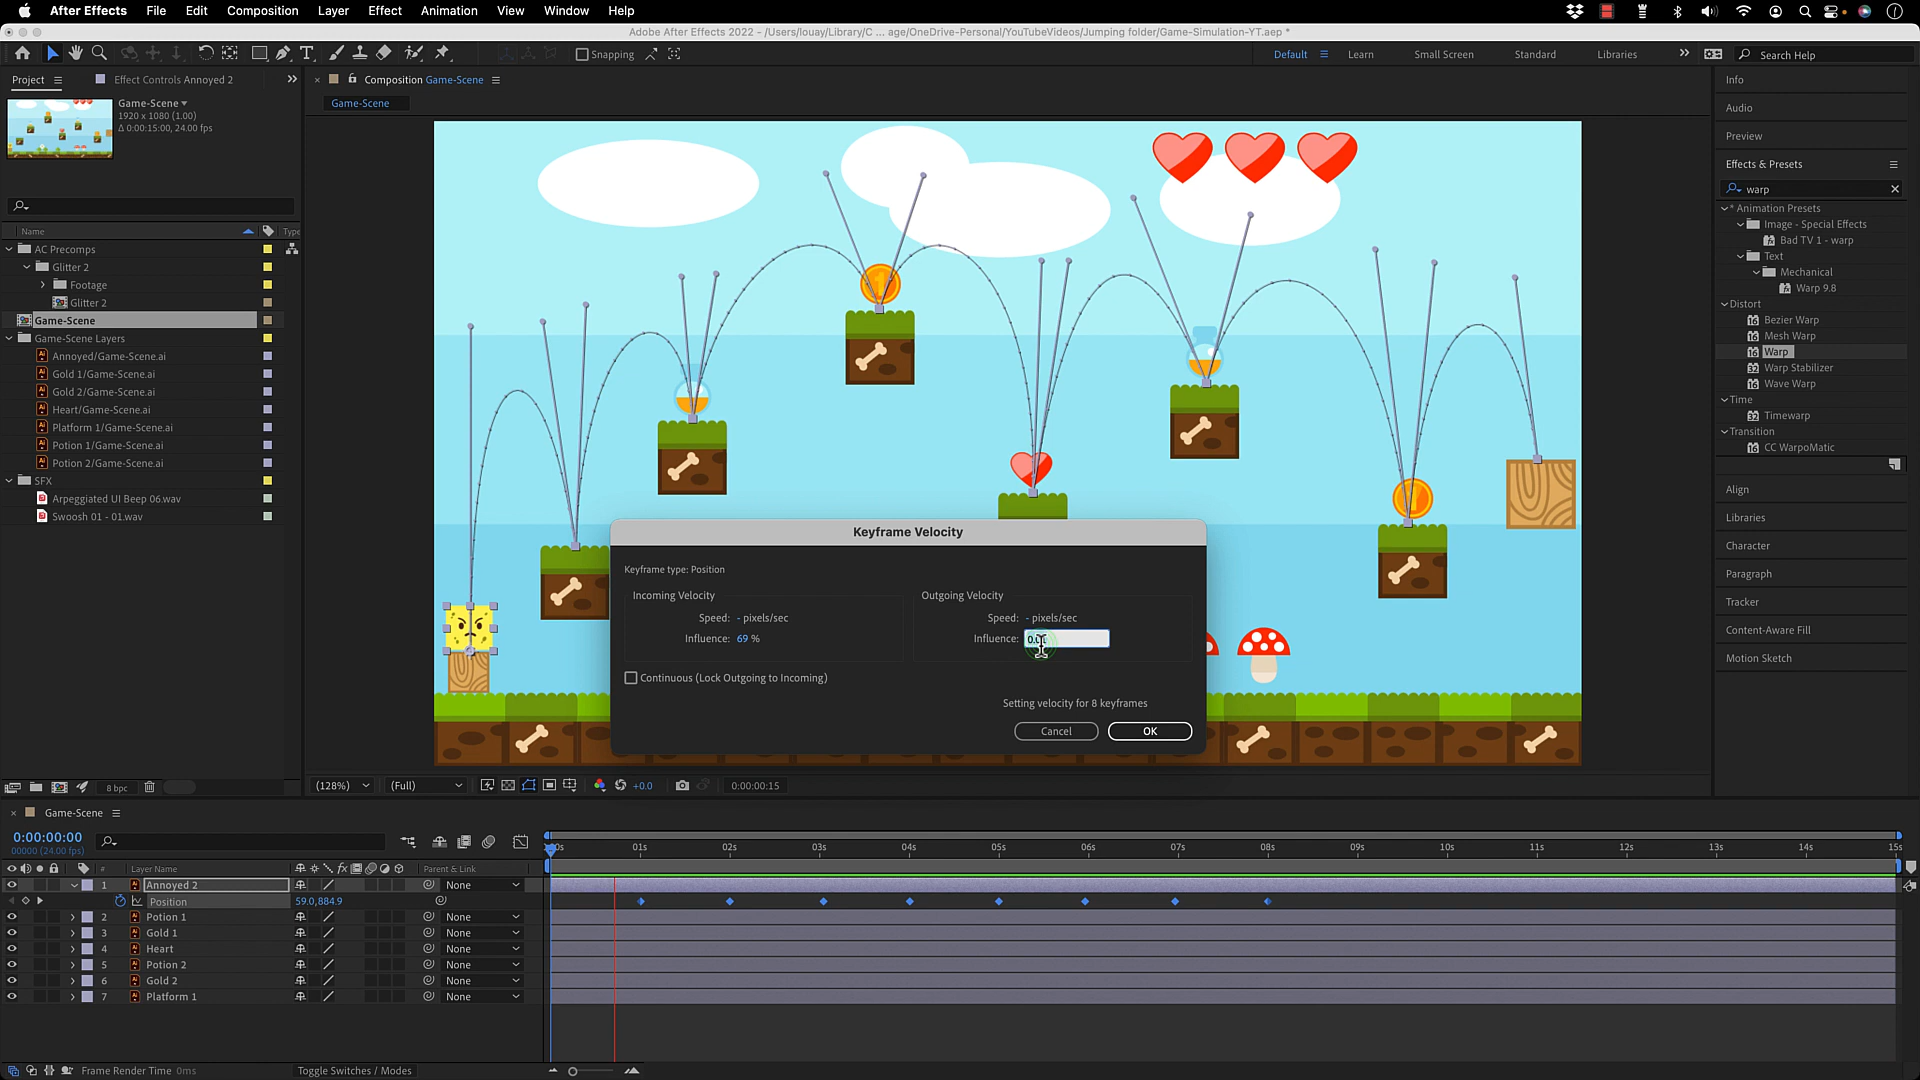 After Effects File Edit Composition Layer Effect Animation View Window Help
Adobe After Effects 2022 - /Users/louay/Library/C ... age/OneDrive-Personal/YouTubeVideos/Jumping folder/Game-Simulation-YT.aep *
Snapping Default Learn Small Screen Standard Libraries Search Help
Project Effect Controls Annoyed 2 Composition Game-Scene
Game-Scene
1920 x 1080 (1.00)
Δ 0:00:15:00, 24.00 fps
Game-Scene
Name Type
AC Precomps
Glitter 2
Footage
Glitter 2
Game-Scene
Game-Scene Layers
Annoyed/Game-Scene.ai
Gold 1/Game-Scene.ai
Gold 2/Game-Scene.ai
Heart/Game-Scene.ai
Platform 1/Game-Scene.ai
Potion 1/Game-Scene.ai
Potion 2/Game-Scene.ai
SFX
Arpeggiated UI Beep 06.wav
Swoosh 01 - 01.wav
8 bpc
Keyframe Velocity
Keyframe type: Position
Incoming Velocity
Speed: - pixels/sec
Influence: 69 %
Outgoing Velocity
Speed: - pixels/sec
Influence:
Continuous (Lock Outgoing to Incoming)
Setting velocity for 8 keyframes
Cancel OK
(128%) (Full) +0.0 0:00:00:15
Info
Audio
Preview
Effects & Presets
warp
* Animation Presets
Image - Special Effects
Bad TV 1 - warp
Text
Mechanical
Warp 9.8
Distort
Bezier Warp
Mesh Warp
Warp
Warp Stabilizer
Wave Warp
Time
Timewarp
Transition
CC WarpoMatic
Align
Libraries
Character
Paragraph
Tracker
Content-Aware Fill
Motion Sketch
Game-Scene
0:00:00:00
00000 (24.00 fps)
01s 02s 03s 04s 05s 06s 07s 08s 09s 10s 11s 12s 13s 14s 15s
# Layer Name Parent & Link
1 Annoyed 2 None
Position 59.0,884.9
2 Potion 1 None
3 Gold 1 None
4 Heart None
5 Potion 2 None
6 Gold 2 None
7 Platform 1 None
Frame Render Time 0ms Toggle Switches / Modes